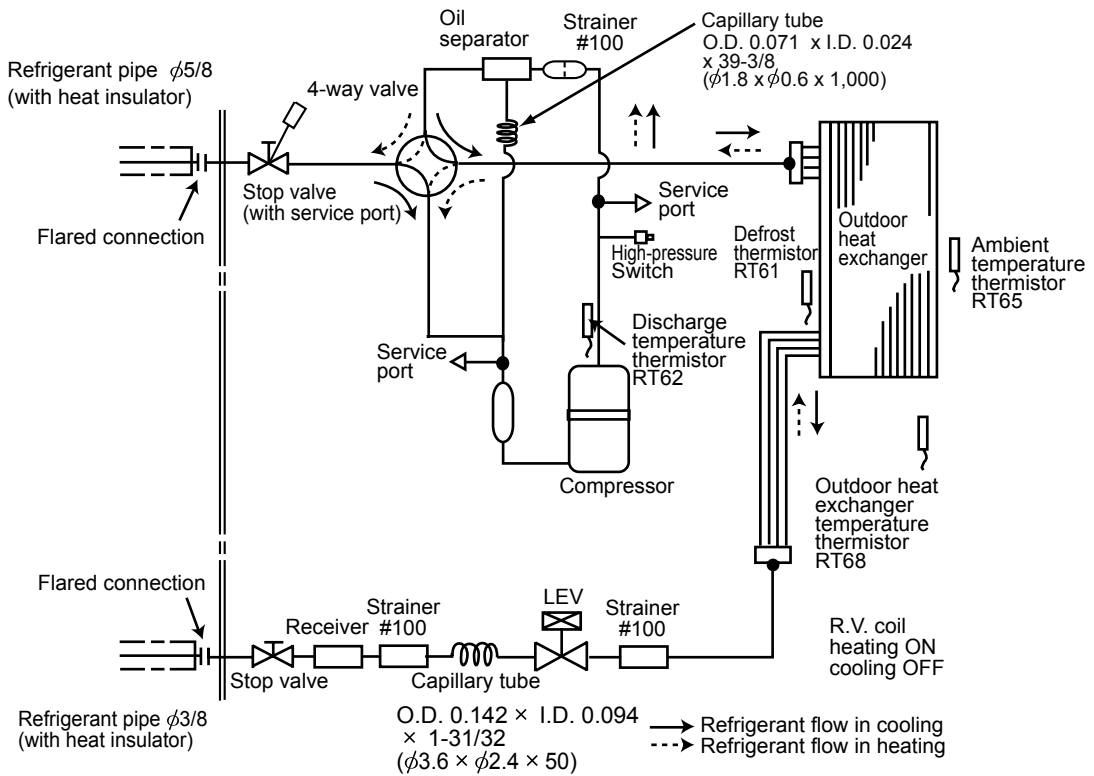 Oil
separator
Strainer
#100
Capillary tube
O.D. 0.071 x I.D. 0.024
x 39-3/8
(ϕ1.8 x ϕ0.6 x 1,000)
Refrigerant pipe ϕ5/8
(with heat insulator)
4-way valve
Stop valve
(with service port)
Flared connection
Service
port
High-pressure
Switch
Defrost
thermistor
RT61
Outdoor
heat
exchanger
Ambient
temperature
thermistor
RT65
Discharge
temperature
thermistor
RT62
Service
port
Compressor
Outdoor heat
exchanger
temperature
thermistor
RT68
Flared connection
Receiver
Strainer
#100
LEV
Strainer
#100
R.V. coil
heating ON
cooling OFF
Stop valve
Capillary tube
O.D. 0.142 × I.D. 0.094
× 1-31/32
(ϕ3.6 × ϕ2.4 × 50)
Refrigerant pipe ϕ3/8
(with heat insulator)
Refrigerant flow in cooling
Refrigerant flow in heating